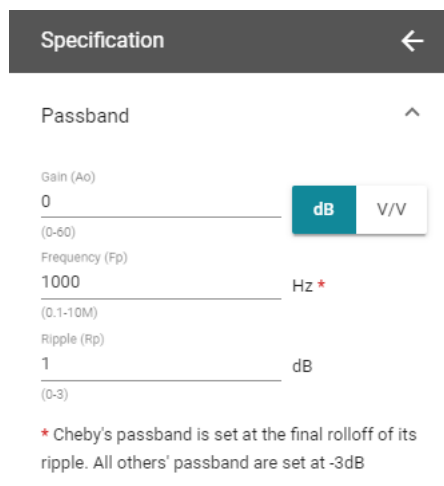 Specification
Passband
Gain (Ao)
0
dB
V/V
(0-60)
Frequency (Fp)
1000
Hz *
(0.1-10M)
Ripple (Rp)
1
dB
(0-3)
* Cheby's passband is set at the final rolloff of its
ripple. All others' passband are set at -3dB